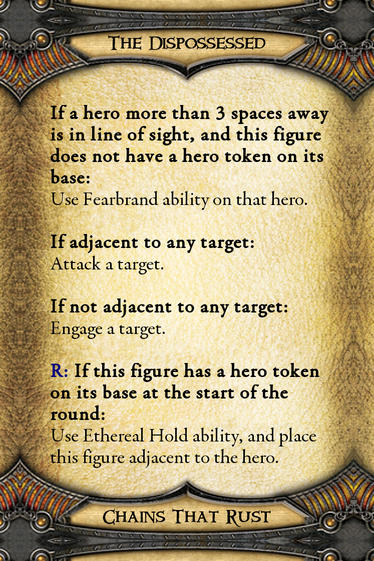 The Dispossessed
If a hero more than 3 spaces away
is in line of sight, and this figure
does not have a hero token on its
base:
Use Fearbrand ability on that hero.
If adjacent to any target:
Attack a target.
If not adjacent to any target:
Engage a target.
R: If this figure has a hero token
on its base at the start of the
round:
Use Ethereal Hold ability, and place
this figure adjacent to the hero.
Chains That Rust